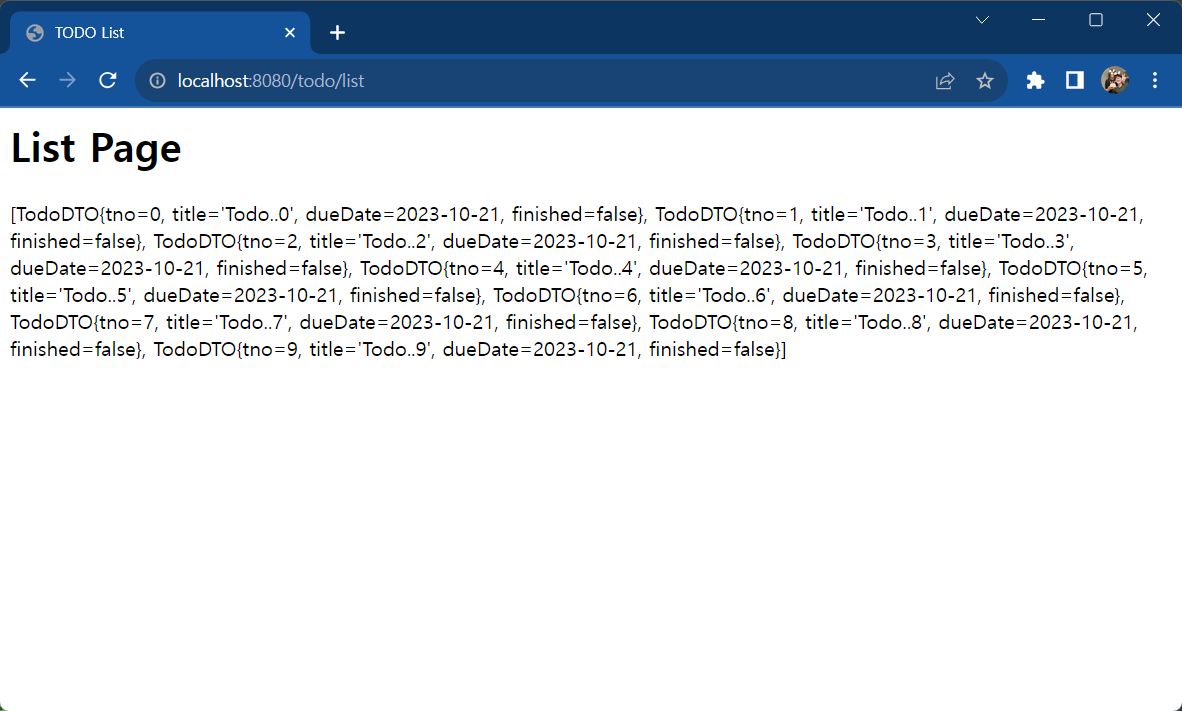 TODO List
localhost:8080/todo/list
List Page
[TodoDTO{tno=0, title='Todo..0', dueDate=2023-10-21, finished=false}, TodoDTO{tno=1, title='Todo..1', dueDate=2023-10-21,
finished=false}, TodoDTO{tno=2, title='Todo..2', dueDate=2023-10-21, finished=false}, TodoDTO{tno=3, title='Todo..3',
dueDate=2023-10-21, finished=false}, TodoDTO{tno=4, title='Todo..4', dueDate=2023-10-21, finished=false}, TodoDTO{tno=5,
title='Todo..5', dueDate=2023-10-21, finished=false}, TodoDTO{tno=6, title='Todo..6', dueDate=2023-10-21, finished=false},
TodoDTO{tno=7, title='Todo..7', dueDate=2023-10-21, finished=false}, TodoDTO{tno=8, title='Todo..8', dueDate=2023-10-21,
finished=false}, TodoDTO{tno=9, title='Todo..9', dueDate=2023-10-21, finished=false}]